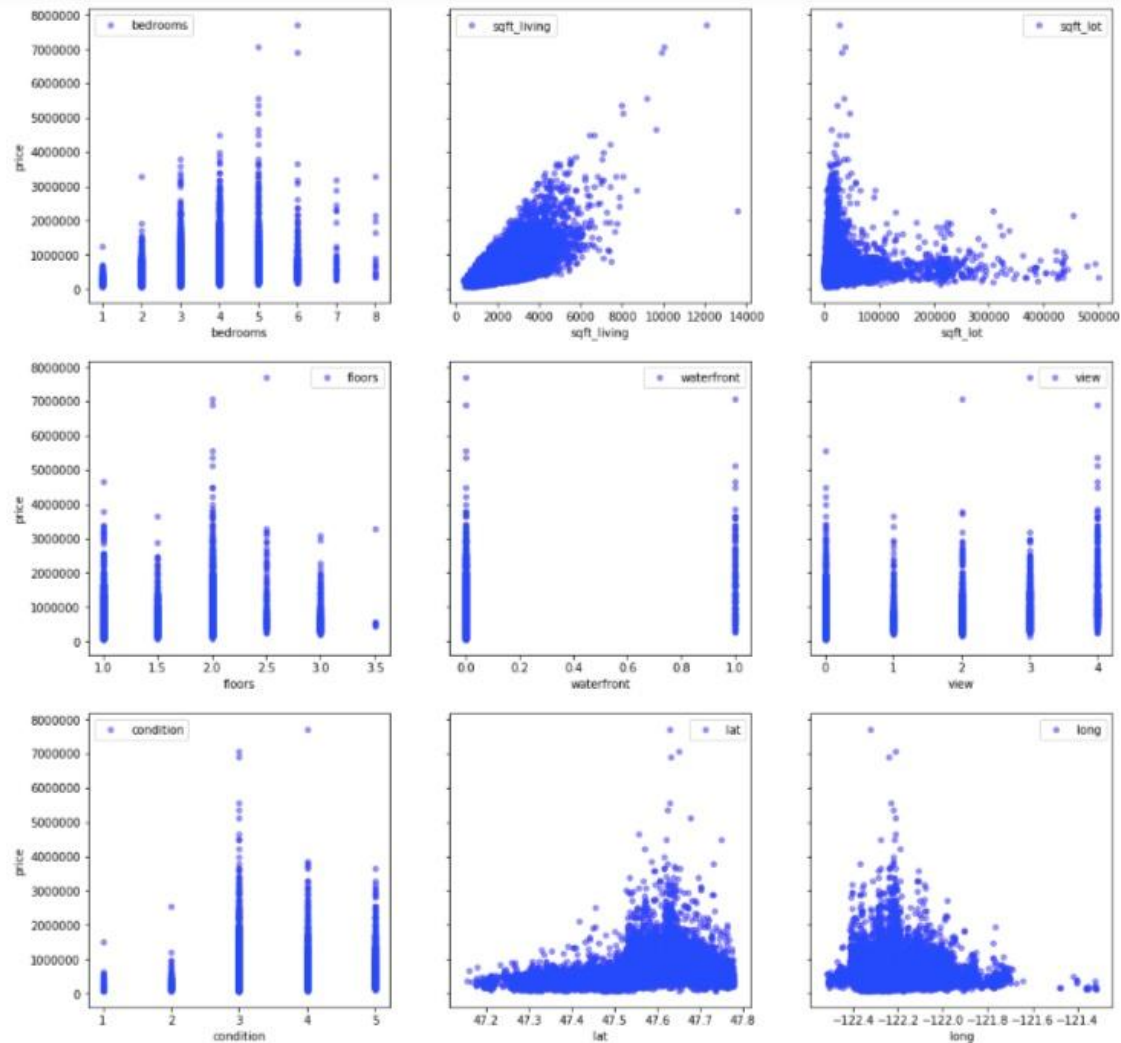 bedrooms
sqft_living
sqft_lot
8000000
7000000
6000000
5000000
4000000
3000000
2000000
1000000
0
price
1 2 3 4 5 6 7 8
0 2000 4000 6000 8000 10000 12000 14000
0 100000 200000 300000 400000 500000
bedrooms
sqft_living
sqft_lot
floors
waterfront
view
8000000
7000000
6000000
5000000
4000000
3000000
2000000
1000000
0
price
1.0 1.5 2.0 2.5 3.0 3.5
0.0 0.2 0.4 0.6 0.8 1.0
0 1 2 3 4
floors
waterfront
view
condition
lat
long
8000000
7000000
6000000
5000000
4000000
3000000
2000000
1000000
0
price
1 2 3 4 5
47.2 47.3 47.4 47.5 47.6 47.7 47.8
−122.4 −122.2 −122.0 −121.8 −121.6 −121.4
condition
lat
long